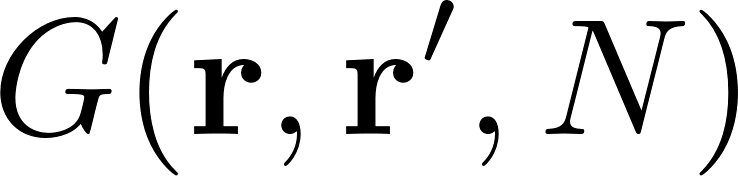 G(𝐫, 𝐫′, N)